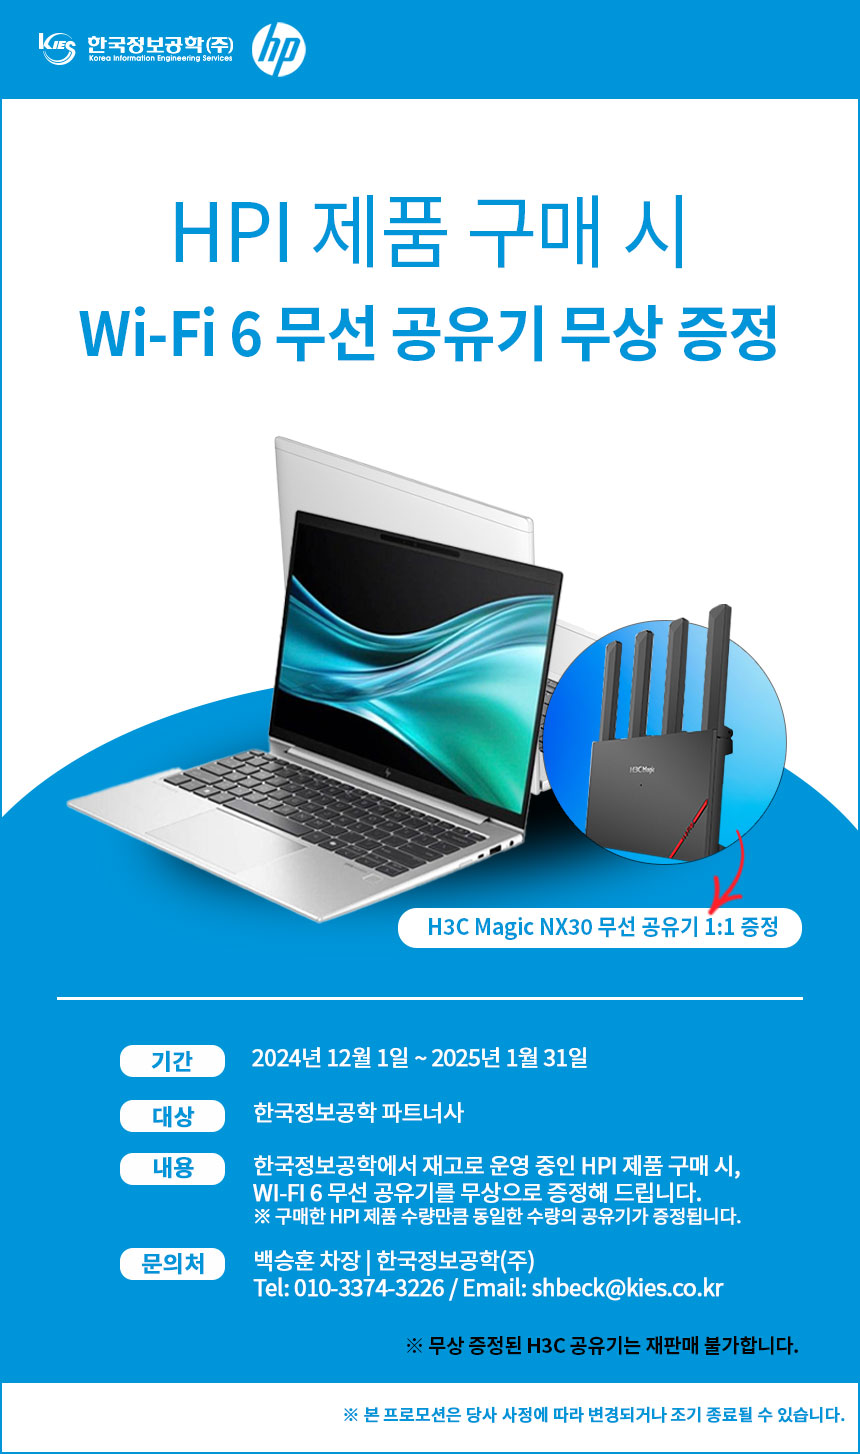 KIES 한국정보공학(주)
Korea Information Engineering Services
hp
HPI 제품 구매 시
Wi-Fi 6 무선 공유기 무상 증정
H3C Magic
H3C Magic NX30 무선 공유기 1:1 증정
기간
2024년 12월 1일 ~ 2025년 1월 31일
대상
한국정보공학 파트너사
내용
한국정보공학에서 재고로 운영 중인 HPI 제품 구매 시,
WI-FI 6 무선 공유기를 무상으로 증정해 드립니다.
※ 구매한 HPI 제품 수량만큼 동일한 수량의 공유기가 증정됩니다.
문의처
백승훈 차장 | 한국정보공학(주)
Tel: 010-3374-3226 / Email: shbeck@kies.co.kr
※ 무상 증정된 H3C 공유기는 재판매 불가합니다.
※ 본 프로모션은 당사 사정에 따라 변경되거나 조기 종료될 수 있습니다.